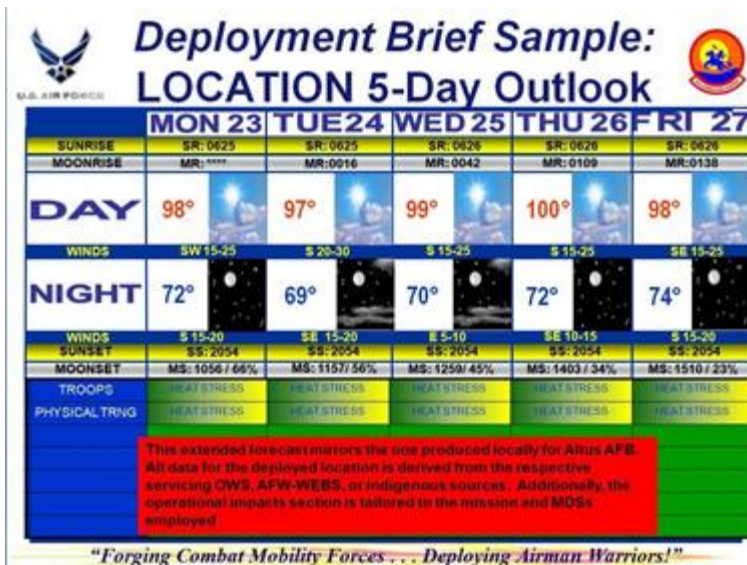 Deployment Brief Sample:
LOCATION 5-Day Outlook
U.S. AIR FORCE
MON 23 TUE24 WED 25 THU 26 FRI 27
SUNRISE SR: 0625 SR: 0625 SR: 0626 SR: 0626 SR: 0626
MOONRISE MR: **** MR:0016 MR: 0042 MR: 0109 MR:0138
DAY 98° 97° 99° 100° 98°
WINDS SW 15-25 S 20-30 S 15-25 S 15-25 SE 15-25
NIGHT 72° 69° 70° 72° 74°
WINDS S 15-20 SE 15-20 E 5-10 SE 10-15 S 15-20
SUNSET SS: 2054 SS: 2054 SS: 2054 SS: 2054 SS: 2054
MOONSET MS: 1056 / 66% MS: 1157/ 56% MS: 1259/ 45% MS: 1403 / 34% MS: 1510 / 23%
TROOPS HEAT STRESS HEAT STRESS HEAT STRESS HEAT STRESS HEAT STRESS
PHYSICAL TRNG HEAT STRESS HEAT STRESS HEAT STRESS HEAT STRESS HEAT STRESS
This extended forecast mirrors the one produced locally for Altus AFB.
All data for the deployed location is derived from the respective
servicing OWS, AFW-WEBS, or indigenous sources. Additionally, the
operational impacts section is tailored to the mission and MDSs
employed
"Forging Combat Mobility Forces . . . Deploying Airman Warriors!"